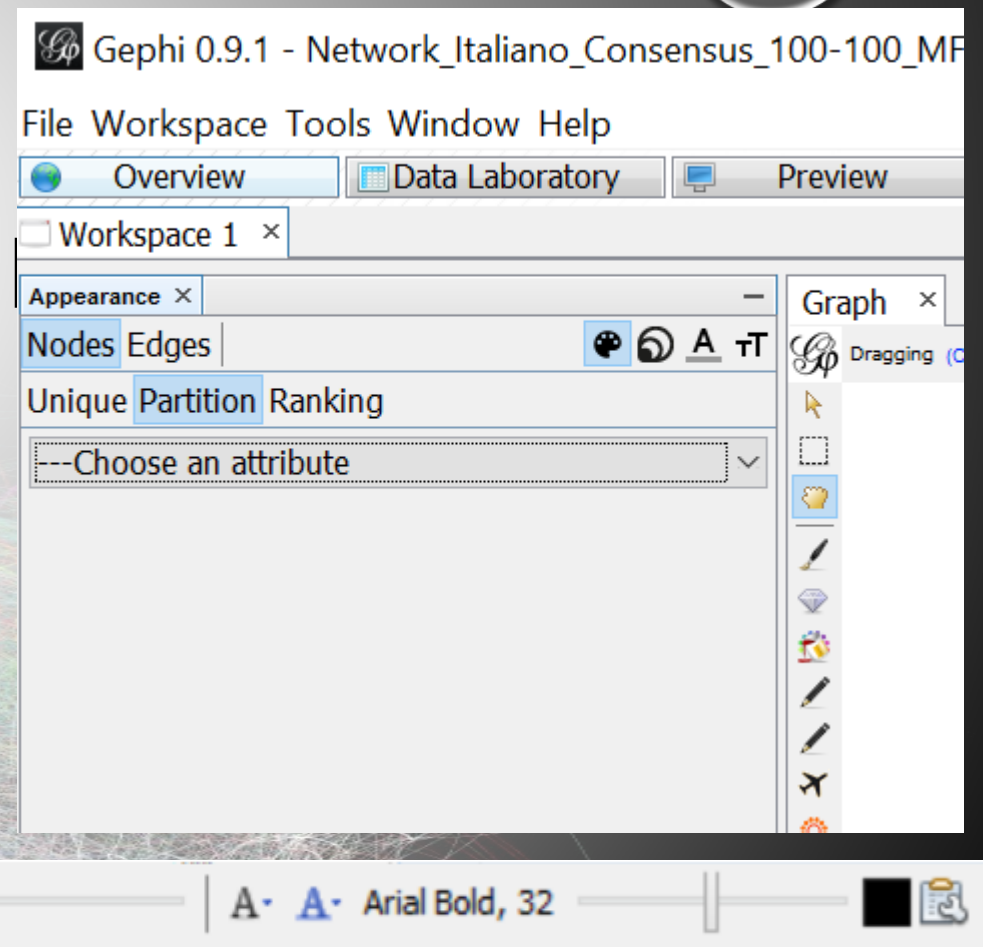 Gephi 0.9.1 - Network_Italiano_Consensus_100-100_MF
File Workspace Tools Window Help
Overview Data Laboratory Preview
Workspace 1 ×
Appearance ×
Graph ×
Nodes Edges A TT
Dragging
Unique Partition Ranking
---Choose an attribute
A A Arial Bold, 32